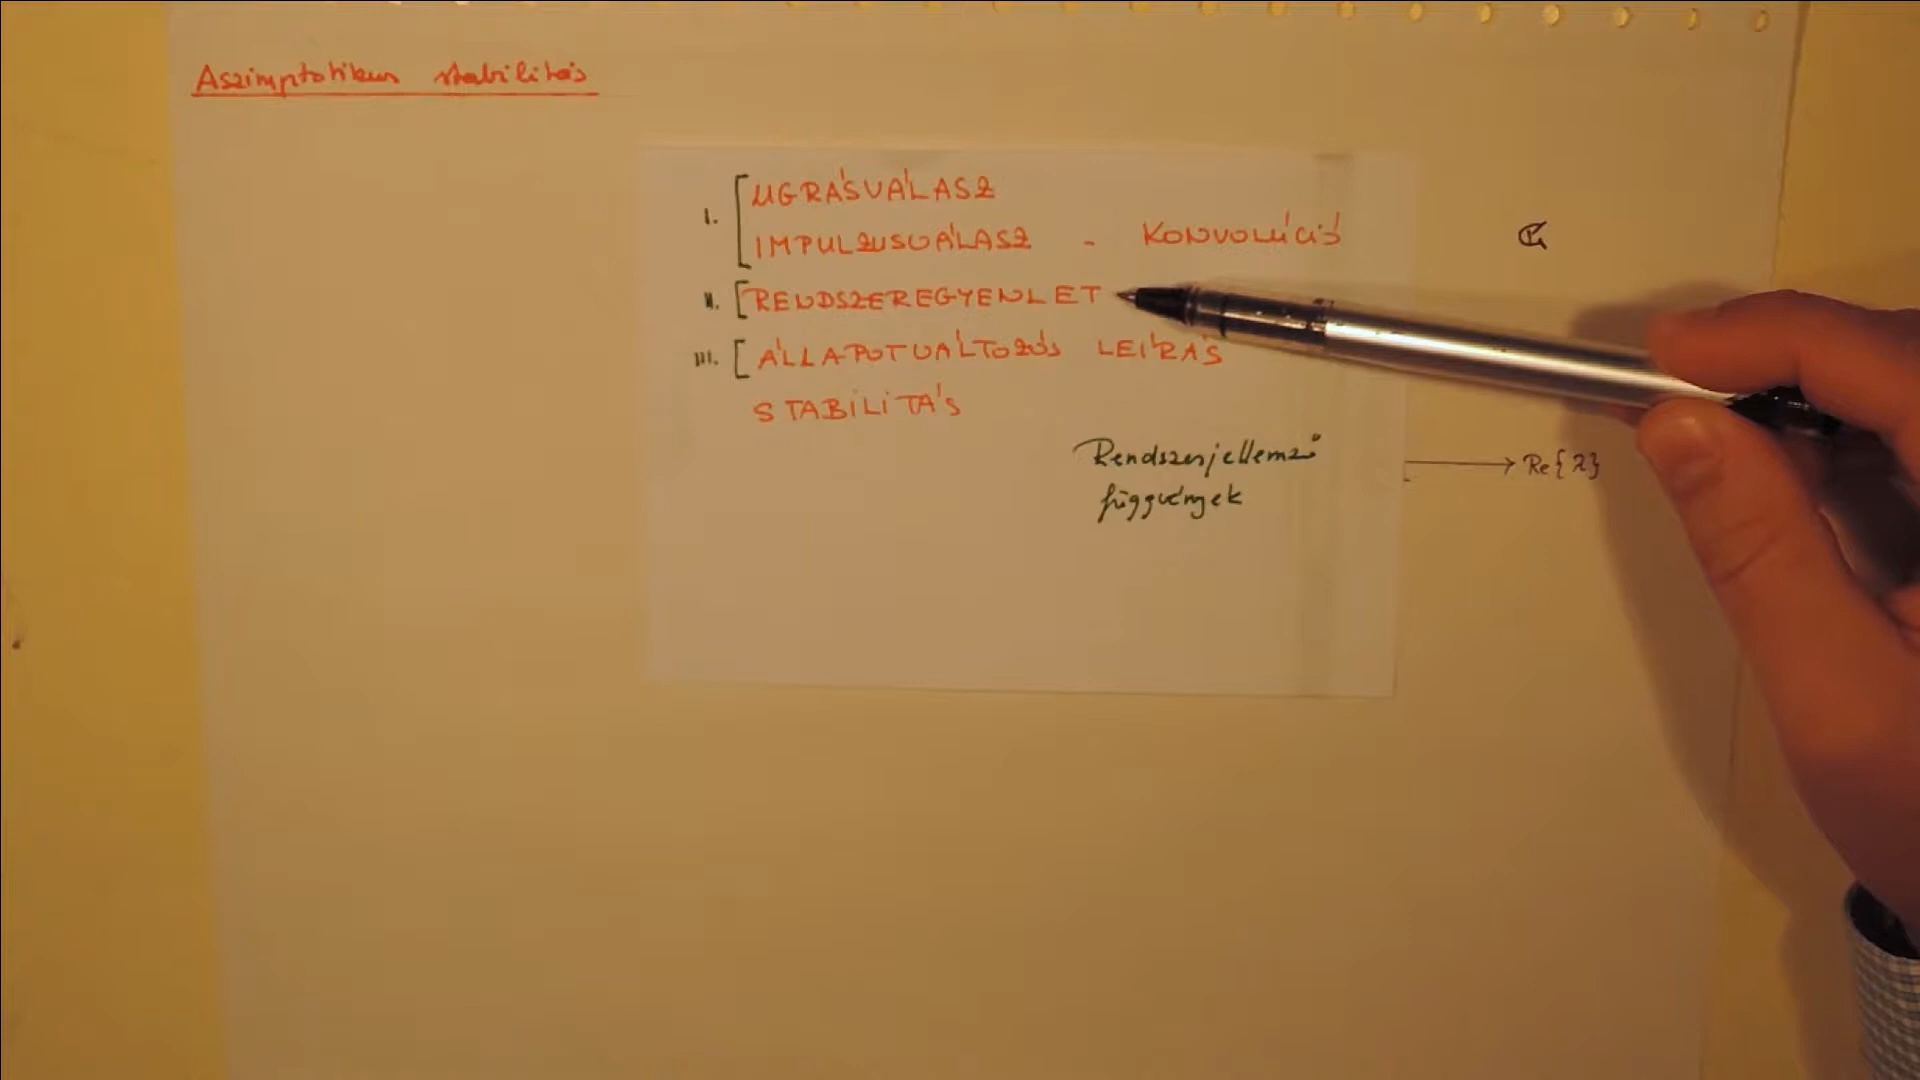 Aszimptotikus stabilitás
I. [UGRÁSVÁLASZ
IMPULZUSVÁLASZ - KONVOLÚCIÓ
ℂ
II. [RENDSZEREGYENLET
III. [ÁLLAPOTVÁLTOZÓS LEÍRÁS
STABILITÁS
Rendszerjellemző
függvények
Re{λ}